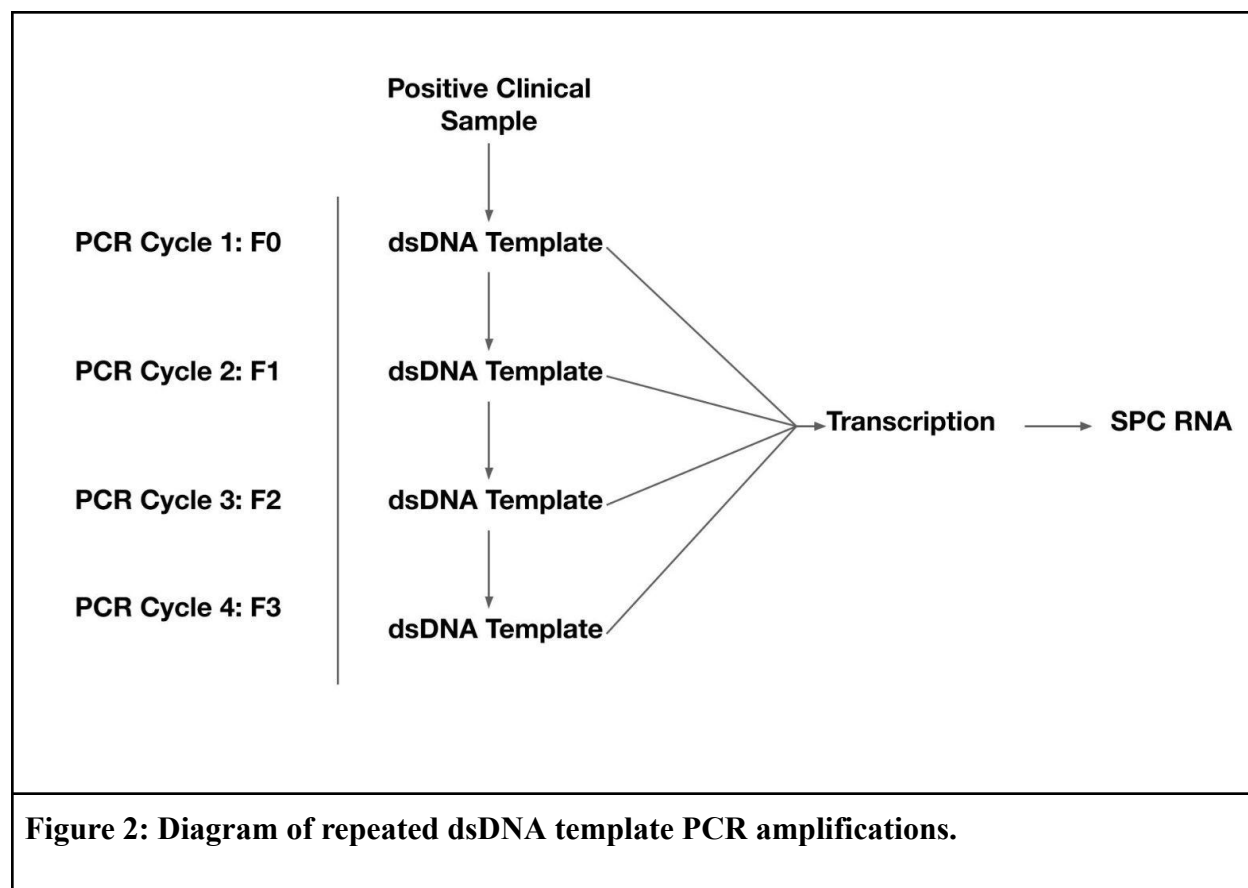 Positive Clinical
Sample
PCR Cycle 1: F0
dsDNA Template
PCR Cycle 2: F1
dsDNA Template
Transcription
SPC RNA
PCR Cycle 3: F2
dsDNA Template
PCR Cycle 4: F3
dsDNA Template
Figure 2: Diagram of repeated dsDNA template PCR amplifications.